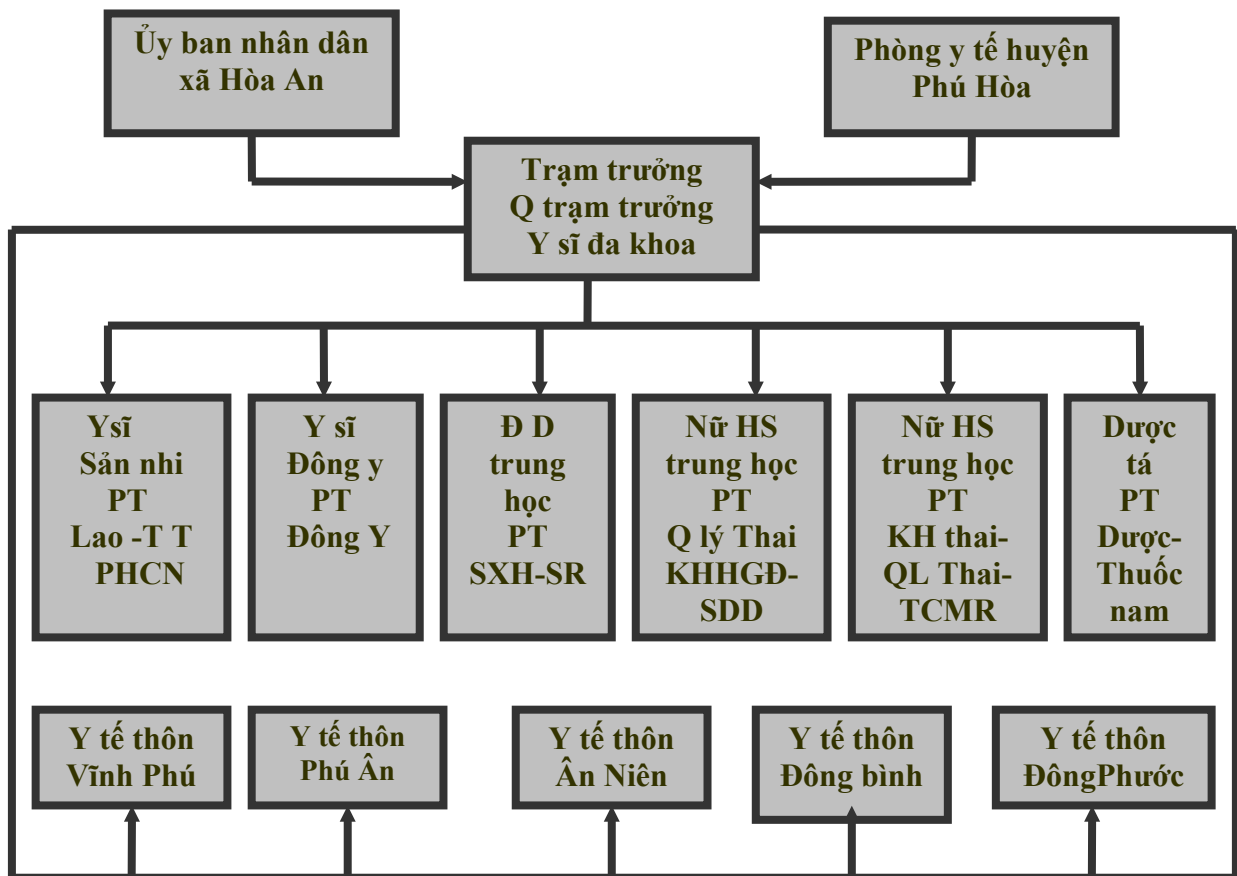 Ủy ban nhân dân
xã Hòa An
Phòng y tế huyện
Phú Hòa
Trạm trưởng
Q trạm trưởng
Y sĩ đa khoa
Ysĩ
Sản nhi
PT
Lao -T T
PHCN
Y sĩ
Đông y
PT
Đông Y
Đ D
trung
học
PT
SXH-SR
Nữ HS
trung học
PT
Q lý Thai
KHHGĐ-
SDD
Nữ HS
trung học
PT
KH thai-
QL Thai-
TCMR
Dược
tá
PT
Dược-
Thuốc
nam
Y tế thôn
Vĩnh Phú
Y tế thôn
Phú Ân
Y tế thôn
Ân Niên
Y tế thôn
Đông bình
Y tế thôn
ĐôngPhước